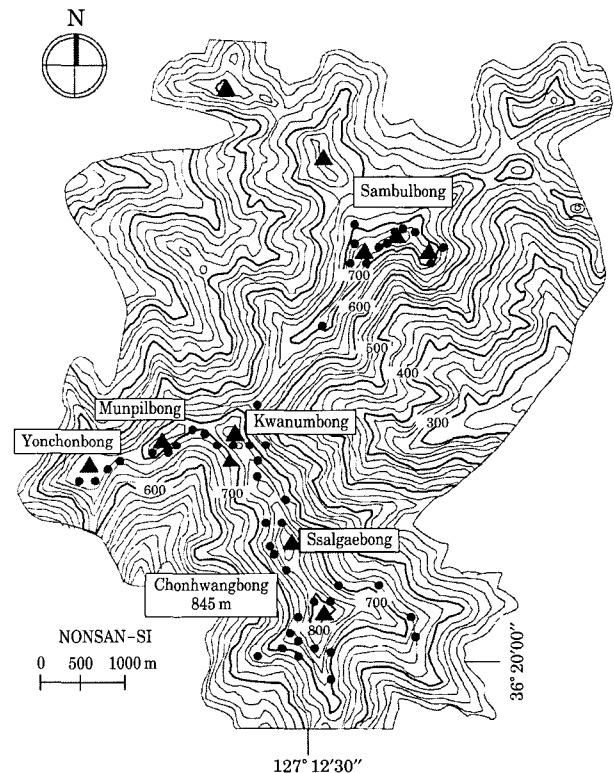 N
Sambulbong
700
600
500
400
300
Munpilbong
Kwanumbong
Yonchonbong
600
700
Ssalgaebong
Chonhwangbong
845 m
700
800
NONSAN-SI
0 500 1000 m
36° 20′00″
127° 12′30″